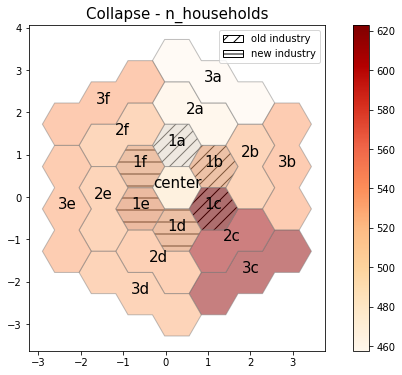 Collapse - n_households
old industry
new industry
3a
3f
2a
2f
1a
1f
1b
2b
3b
center
2e
3e
1e
1c
1d
2c
2d
3c
3d
4
3
2
1
0
−1
−2
−3
−3
−2
−1
0
1
2
3
620
600
580
560
540
520
500
480
460